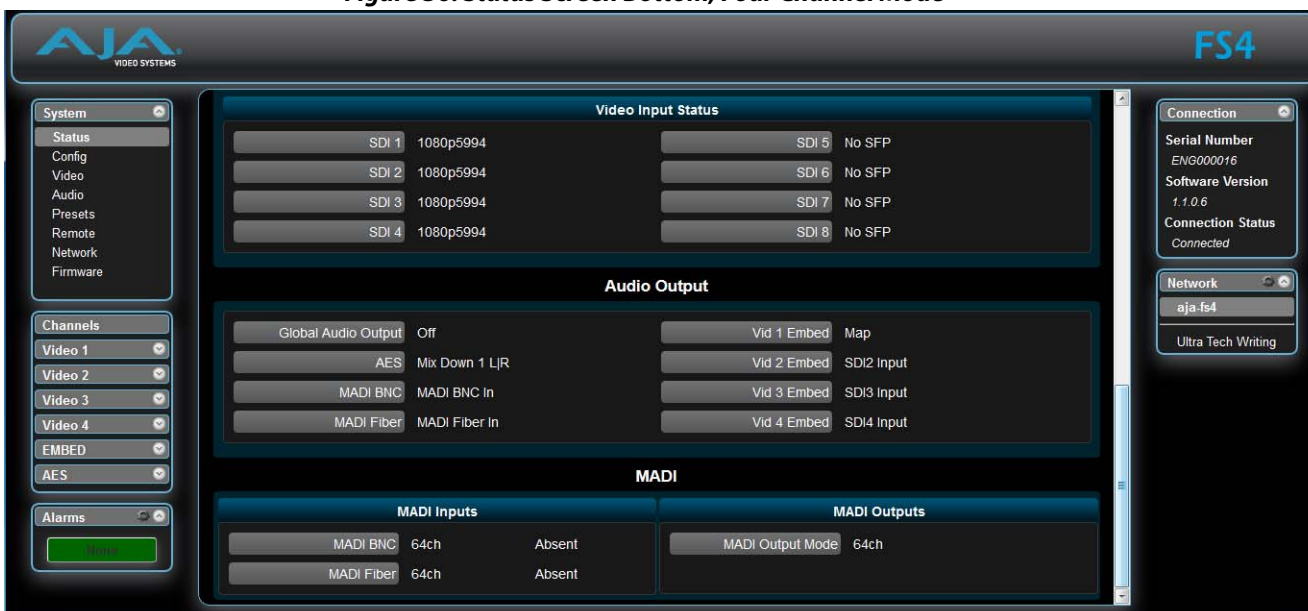 AJA
VIDEO SYSTEMS
FS4
System
Status
Config
Video
Audio
Presets
Remote
Network
Firmware
Channels
Video 1
Video 2
Video 3
Video 4
EMBED
AES
Alarms
None
Video Input Status
SDI 1 1080p5994 SDI 5 No SFP
SDI 2 1080p5994 SDI 6 No SFP
SDI 3 1080p5994 SDI 7 No SFP
SDI 4 1080p5994 SDI 8 No SFP
Audio Output
Global Audio Output Off Vid 1 Embed Map
AES Mix Down 1 L|R Vid 2 Embed SDI2 Input
MADI BNC MADI BNC In Vid 3 Embed SDI3 Input
MADI Fiber MADI Fiber In Vid 4 Embed SDI4 Input
MADI
MADI Inputs MADI Outputs
MADI BNC 64ch Absent MADI Output Mode 64ch
MADI Fiber 64ch Absent
Connection
Serial Number
ENG000016
Software Version
1.1.0.6
Connection Status
Connected
Network
aja-fs4
Ultra Tech Writing